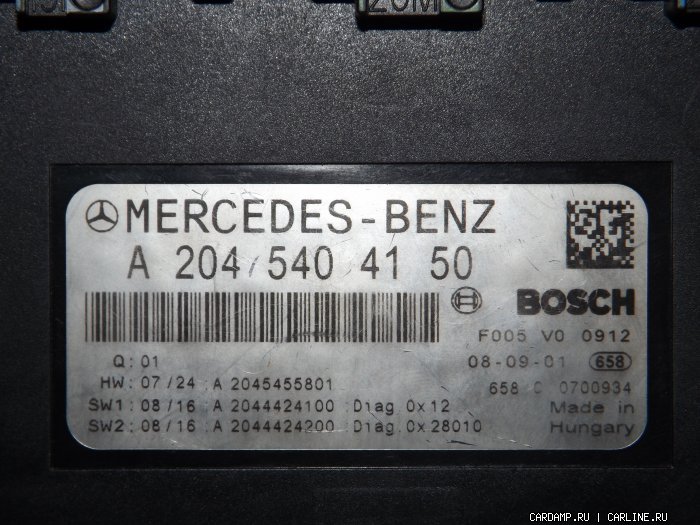 20M
MERCEDES-BENZ
A 204 540 41 50
BOSCH
F005 V0 0912
Q: 01
08-09-01 658
HW: 07/24 :A 2045455801
658 C 0700934
SW1: 08/16 :A 2044424100 :Diag 0x12
Made in
SW2: 08/16 :A 2044424200 :Diag 0x28010
Hungary
CARDAMP.RU | CARLINE.RU